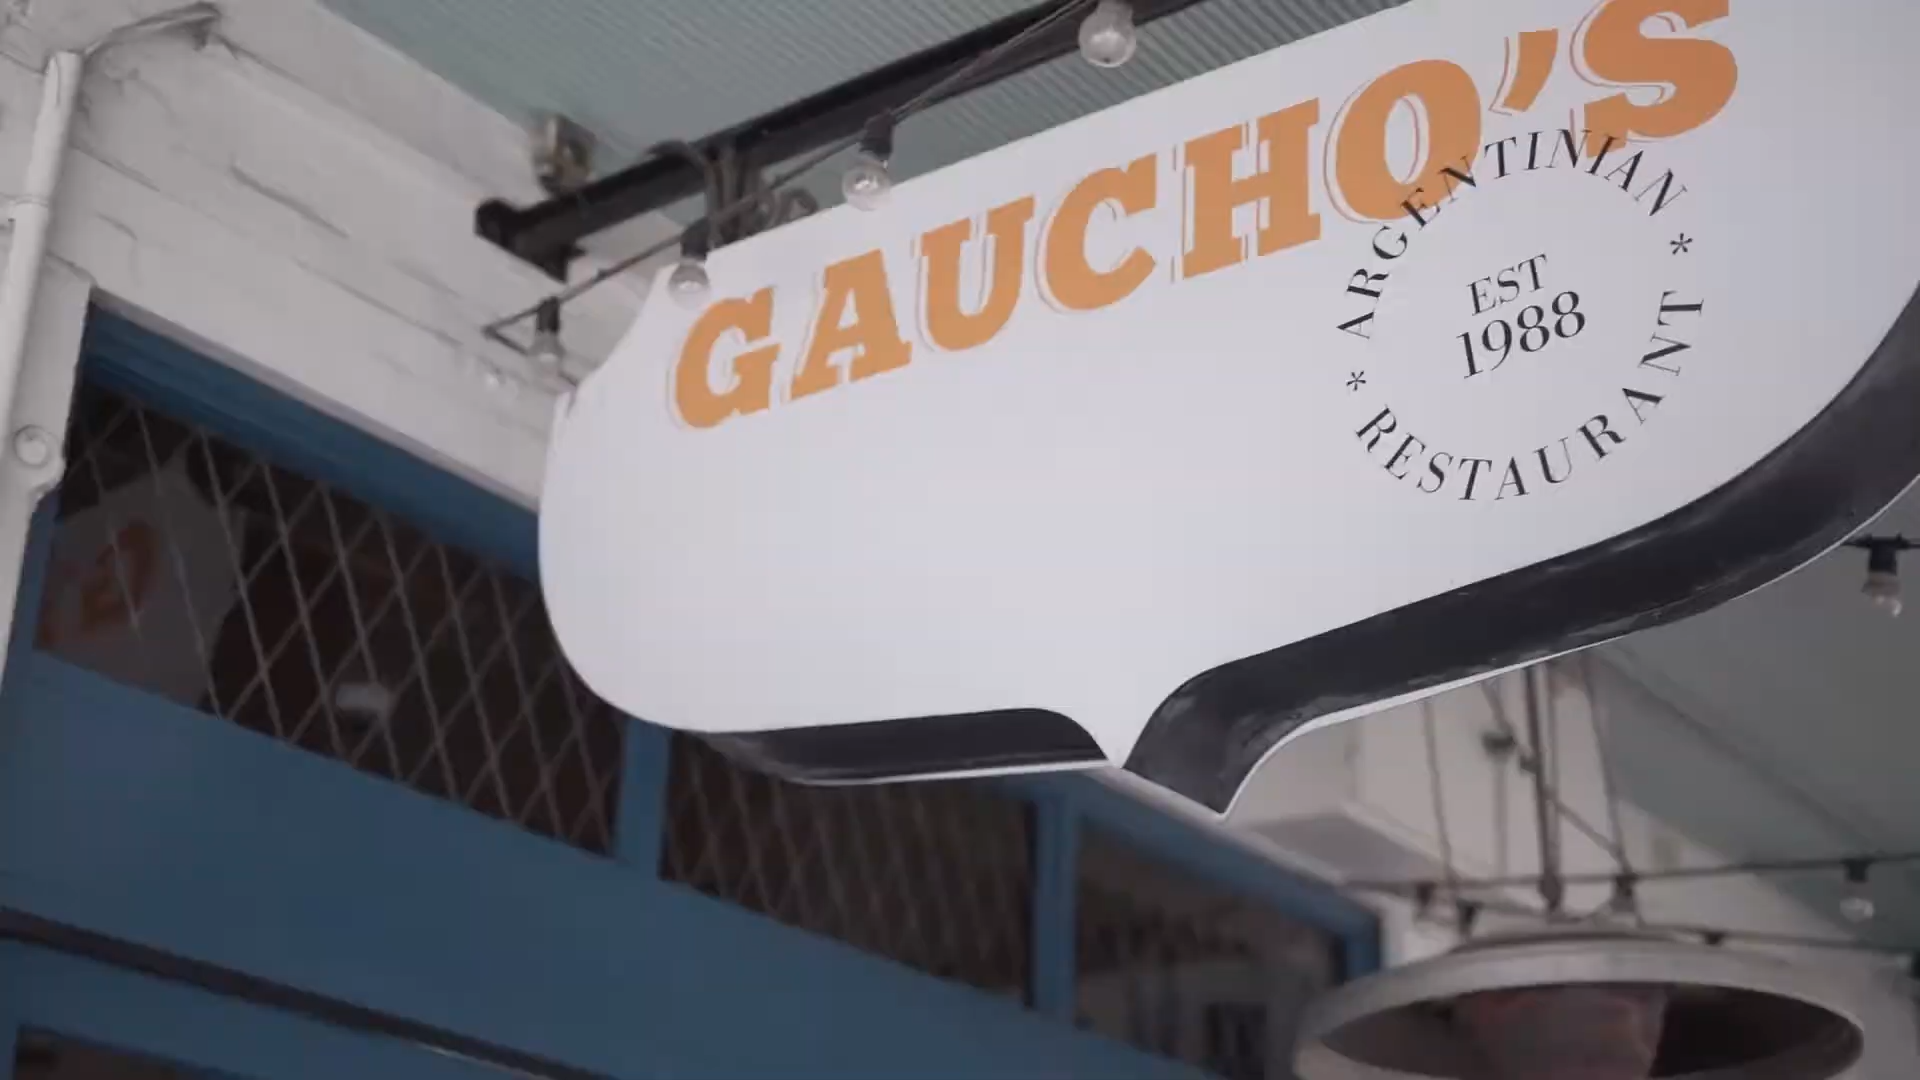 GAUCHO'S
* ARGENTINIAN *
EST
1988
RESTAURANT